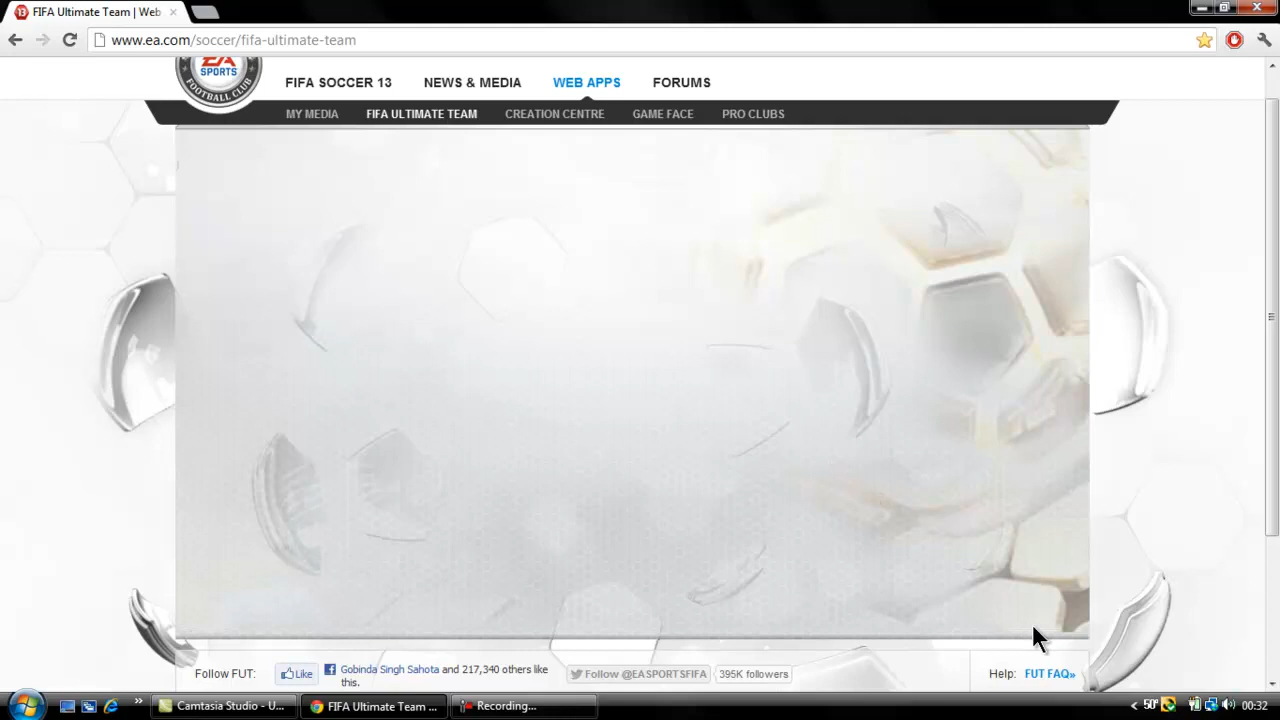 13 FIFA Ultimate Team | Web
www.ea.com/soccer/fifa-ultimate-team
EA
SPORTS
FOOTBALL CLUB
FIFA SOCCER 13
NEWS & MEDIA
WEB APPS
FORUMS
MY MEDIA
FIFA ULTIMATE TEAM
CREATION CENTRE
GAME FACE
PRO CLUBS
Follow FUT:
Like
Gobinda Singh Sahota and 217,340 others like
this.
Follow @EASPORTSFIFA
395K followers
Help: FUT FAQ»
Camtasia Studio - U...
FIFA Ultimate Team ...
Recording...
50°
00:32